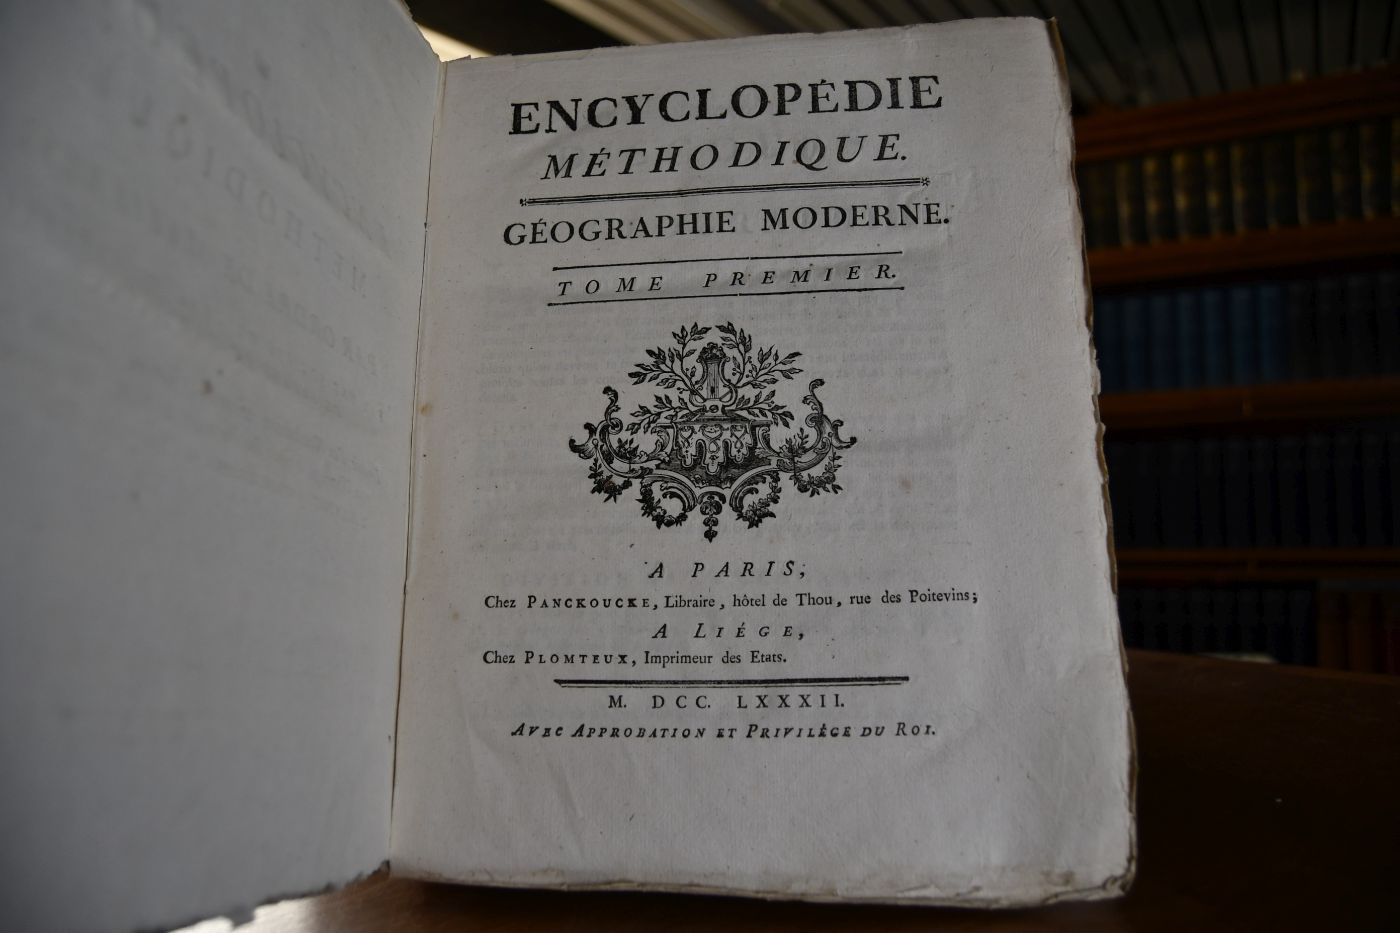 ENCYCLOPÉDIE
MÉTHODIQUE.
GÉOGRAPHIE MODERNE.
TOME PREMIER.
A PARIS,
Chez PANCKOUCKE, Libraire, hôtel de Thou, rue des Poitevins;
A LIÉGE,
Chez PLOMTEUX, Imprimeur des Etats.
M. DCC. LXXXII.
AVEC APPROBATION ET PRIVILÉGE DU ROI.